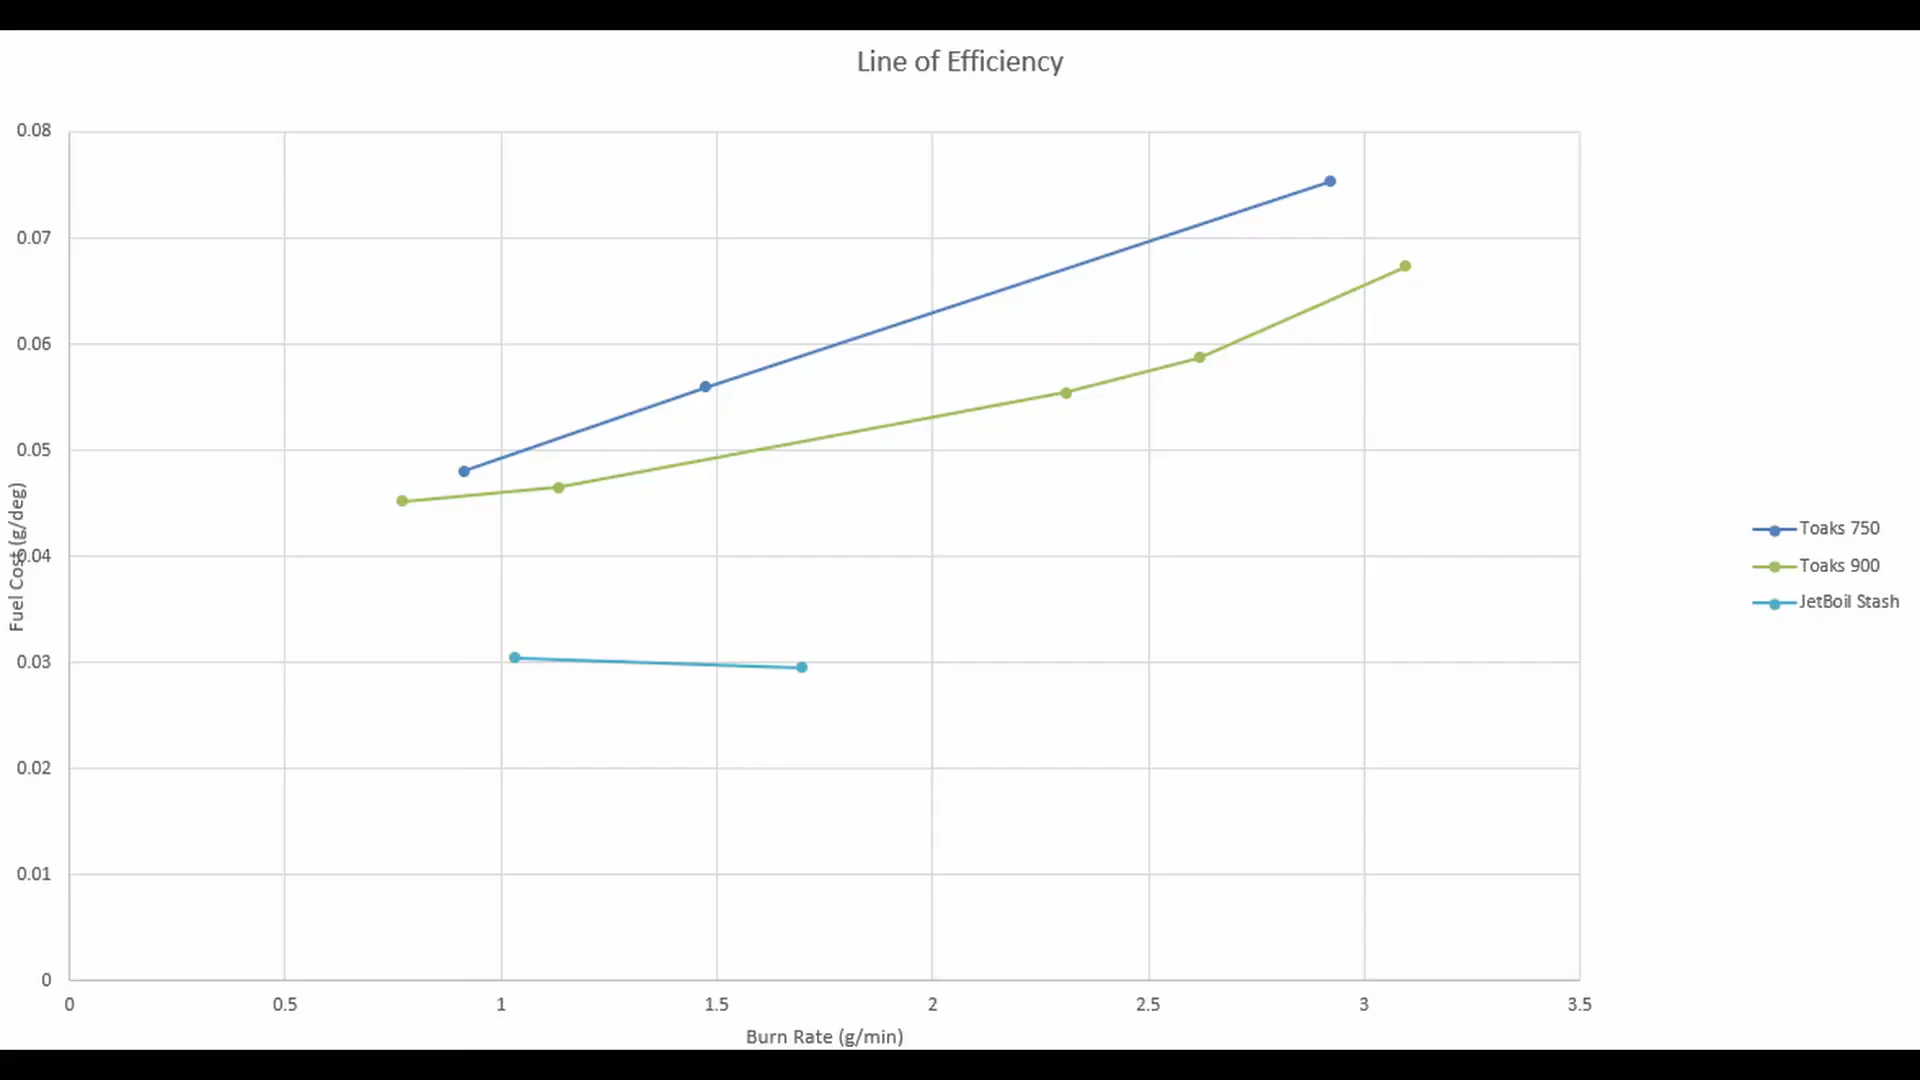 Line of Efficiency
0.08
0.07
0.06
0.05
0.04
0.03
0.02
0.01
0
Fuel Cost (g/deg)
0 0.5 1 1.5 2 2.5 3 3.5
Burn Rate (g/min)
Toaks 750
Toaks 900
JetBoil Stash